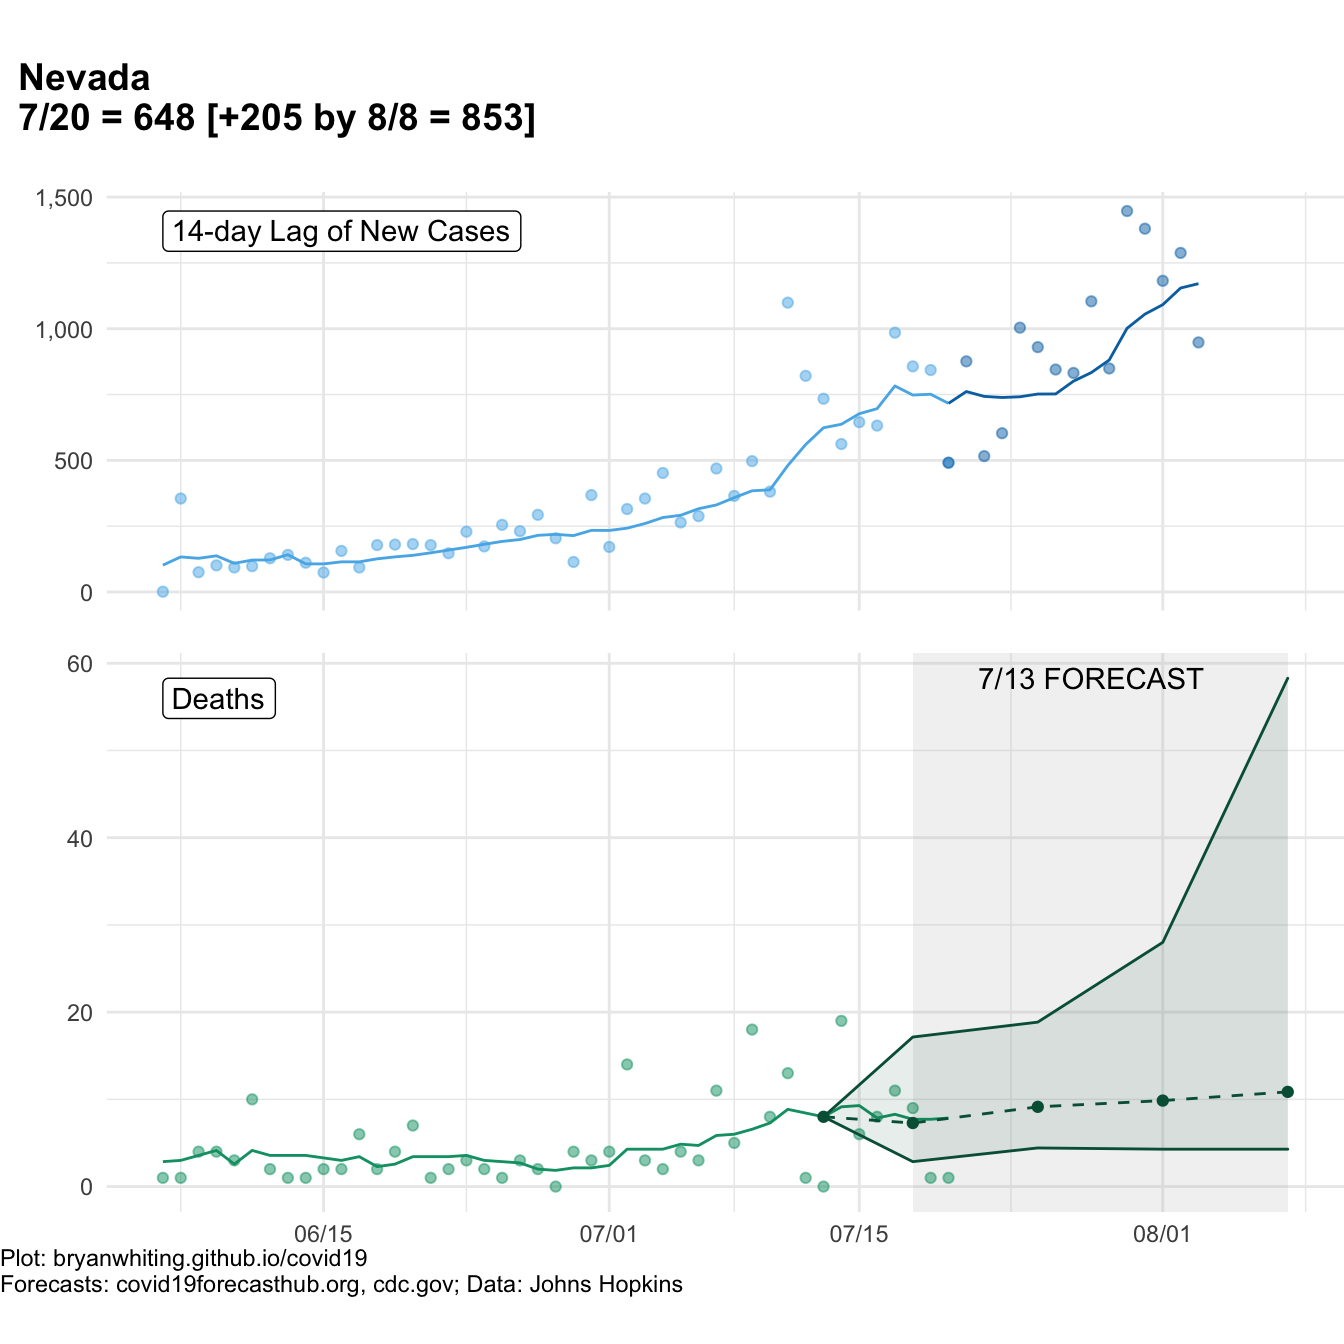 Nevada
7/20 = 648 [+205 by 8/8 = 853]
1,500
14-day Lag of New Cases
1,000
500
0
60
7/13 FORECAST
Deaths
40
20
0
06/15 07/01 07/15 08/01
Plot: bryanwhiting.github.io/covid19
Forecasts: covid19forecasthub.org, cdc.gov; Data: Johns Hopkins